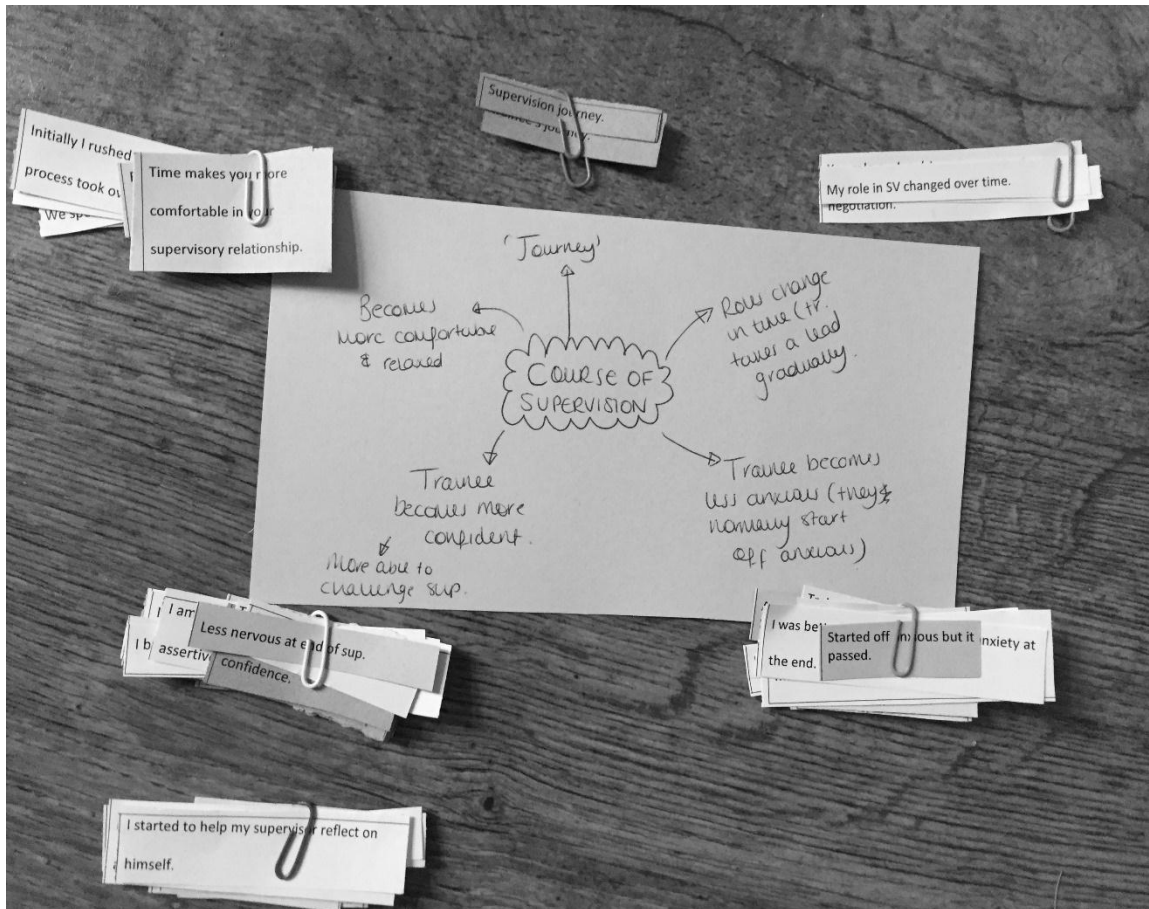 Supervision journey.
journey.
Initially I rushed
process took ov
We spe
Time makes you more
comfortable in your
supervisory relationship.
My role in SV changed over time.
negotiation.
'Journey'
Becomes
more comfortable
& relaxed
Roles change
in time (tr.
takes a lead
gradually.
COURSE OF
SUPERVISION
Trainee
becomes more
confident.
More able to
challenge sup.
Trainee becomes
less anxious (they
normally start
off anxious)
I am
I b
assertiv
Less nervous at end of sup.
confidence.
I was be
the end.
Started off anxious but it
passed.
nxiety at
I started to help my supervisor reflect on
himself.